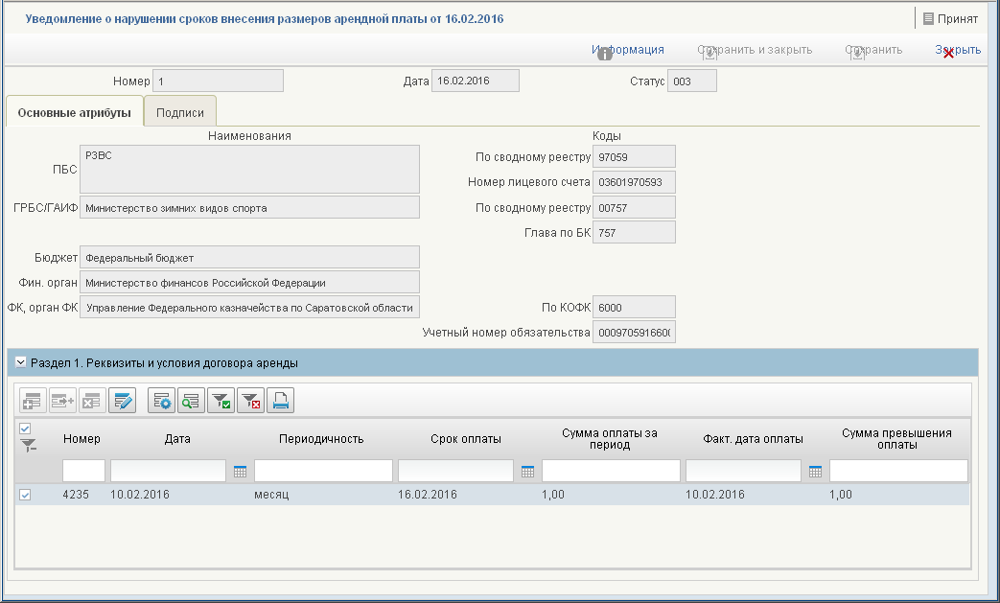 Уведомление о нарушении сроков внесения размеров арендной платы от 16.02.2016
Принят
Информация Сохранить и закрыть Сохранить Закрыть
Номер 1 Дата 16.02.2016 Статус 003
Основные атрибуты Подписи
Наименования Коды
ПБС РЗВС По сводному реестру 97059
Номер лицевого счета 03601970593
ГРБС/ГАИФ Министерство зимних видов спорта По сводному реестру 00757
Глава по БК 757
Бюджет Федеральный бюджет
Фин. орган Министерство финансов Российской Федерации
ФК, орган ФК Управление Федерального казначейства по Саратовской области По КОФК 6000
Учетный номер обязательства 0009705916600
Раздел 1. Реквизиты и условия договора аренды
Номер Дата Периодичность Срок оплаты Сумма оплаты за период Факт. дата оплаты Сумма превышения оплаты
4235 10.02.2016 месяц 16.02.2016 1,00 10.02.2016 1,00